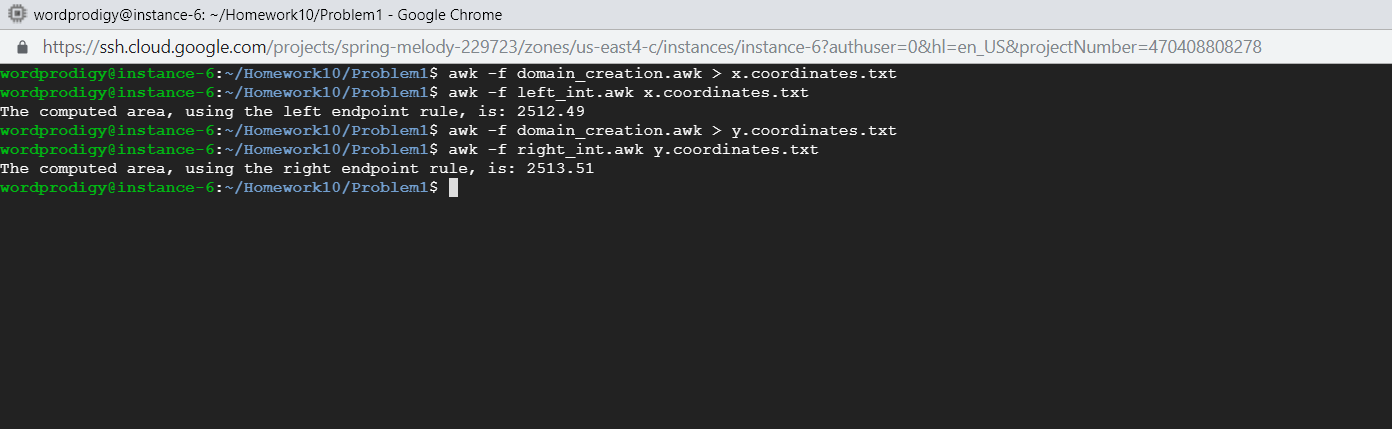 wordprodigy@instance-6: ~/Homework10/Problem1 - Google Chrome
https://ssh.cloud.google.com/projects/spring-melody-229723/zones/us-east4-c/instances/instance-6?authuser=0&hl=en_US&projectNumber=470408808278
wordprodigy@instance-6:~/Homework10/Problem1$ awk -f domain_creation.awk > x.coordinates.txt
wordprodigy@instance-6:~/Homework10/Problem1$ awk -f left_int.awk x.coordinates.txt
The computed area, using the left endpoint rule, is: 2512.49
wordprodigy@instance-6:~/Homework10/Problem1$ awk -f domain_creation.awk > y.coordinates.txt
wordprodigy@instance-6:~/Homework10/Problem1$ awk -f right_int.awk y.coordinates.txt
The computed area, using the right endpoint rule, is: 2513.51
wordprodigy@instance-6:~/Homework10/Problem1$